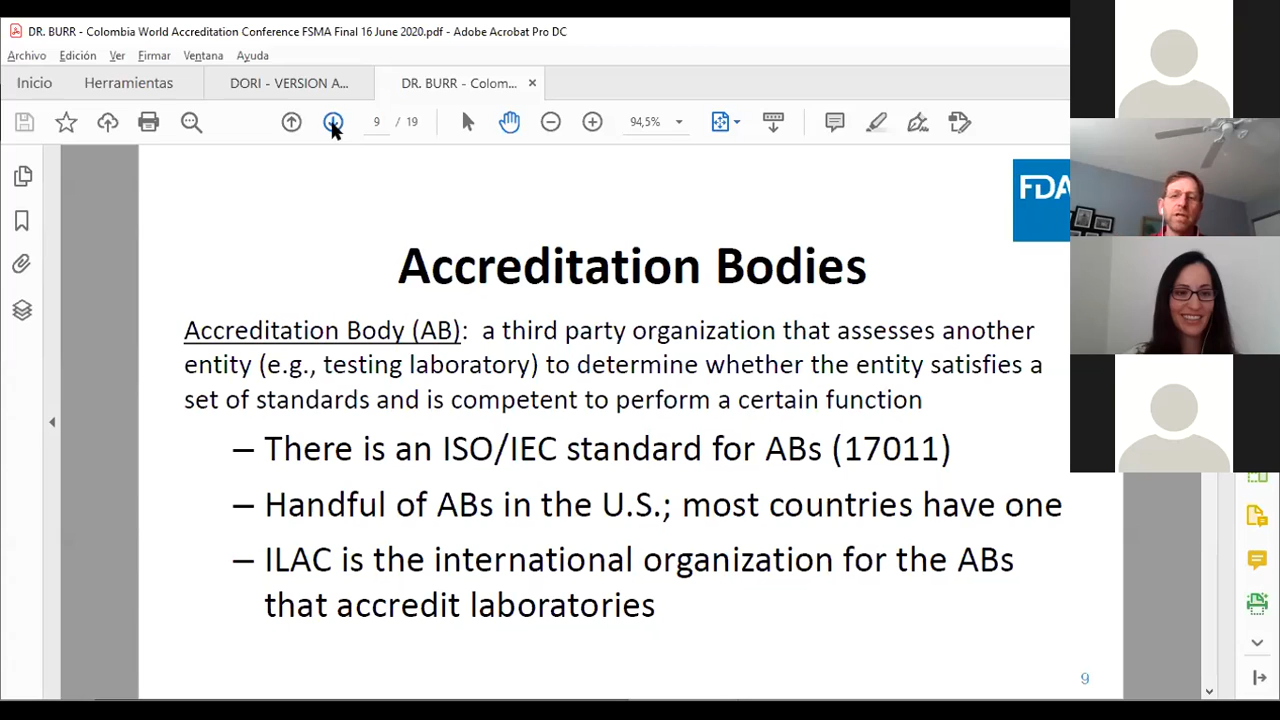 DR. BURR - Colombia World Accreditation Conference FSMA Final 16 June 2020.pdf - Adobe Acrobat Pro DC
Archivo Edición Ver Firmar Ventana Ayuda
Inicio Herramientas DORI - VERSION A... DR. BURR - Colom... ×
9 / 19 94,5%
FDA
Accreditation Bodies
Accreditation Body (AB): a third party organization that assesses another
entity (e.g., testing laboratory) to determine whether the entity satisfies a
set of standards and is competent to perform a certain function
– There is an ISO/IEC standard for ABs (17011)
– Handful of ABs in the U.S.; most countries have one
– ILAC is the international organization for the ABs
that accredit laboratories
9